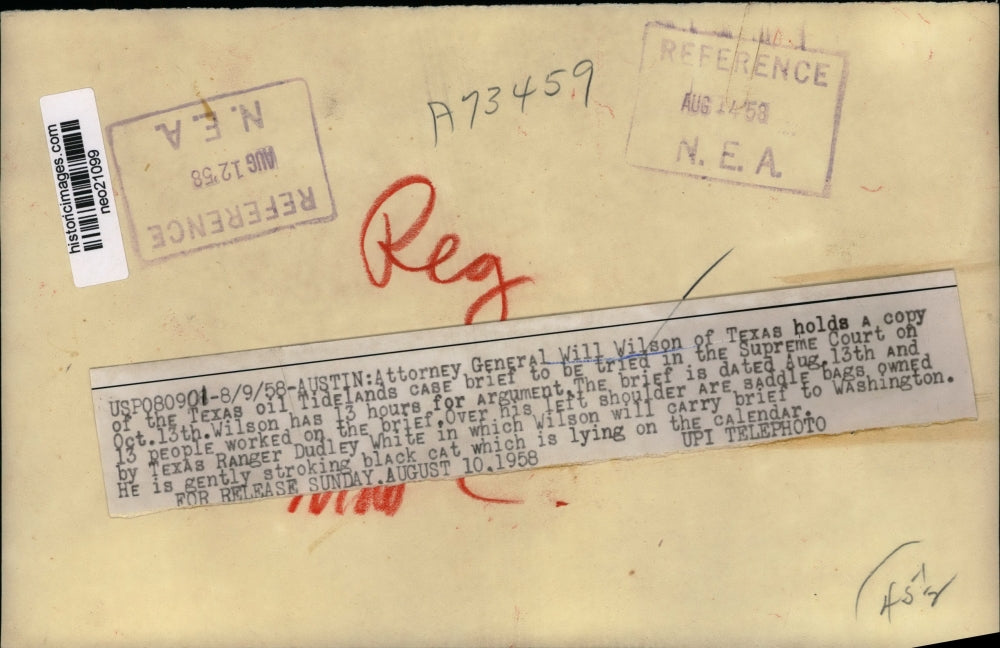 historicimages.com
neo21099
REFERENCE
AUG 12 '58
N. E. A.
A73459
REFERENCE
AUG 14 '58
N. E. A.
Reg
USP080901-8/9/58-AUSTIN:Attorney General Will Wilson of Texas holds a copy
of the Texas oil Tidelands case brief to be tried in the Supreme Court on
Oct.13th.Wilson has 13 hours for argument.The brief is dated Aug.13th and
13 people worked on the brief.Over his left shoulder are saddle bags owned
by Texas Ranger Dudley White in which Wilson will carry brief to Washington.
He is gently stroking black cat which is lying on the calendar.
FOR RELEASE SUNDAY.AUGUST 10.1958 UPI TELEPHOTO